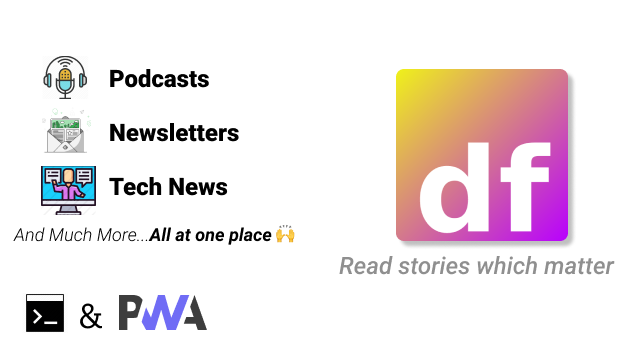 Podcasts
Newsletters
Tech News
And Much More...All at one place 🙌
>_
& PWA
df
Read stories which matter